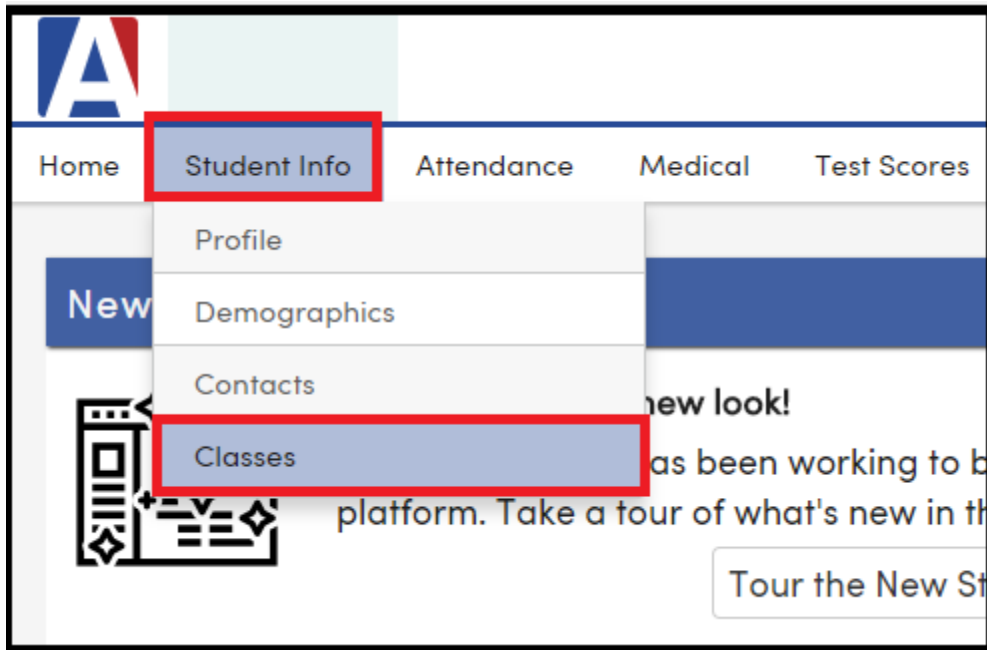 Home Student Info Attendance Medical Test Scores
Profile
Demographics
Contacts
Classes
New
new look!
as been working to b
platform. Take a tour of what's new in th
Tour the New St